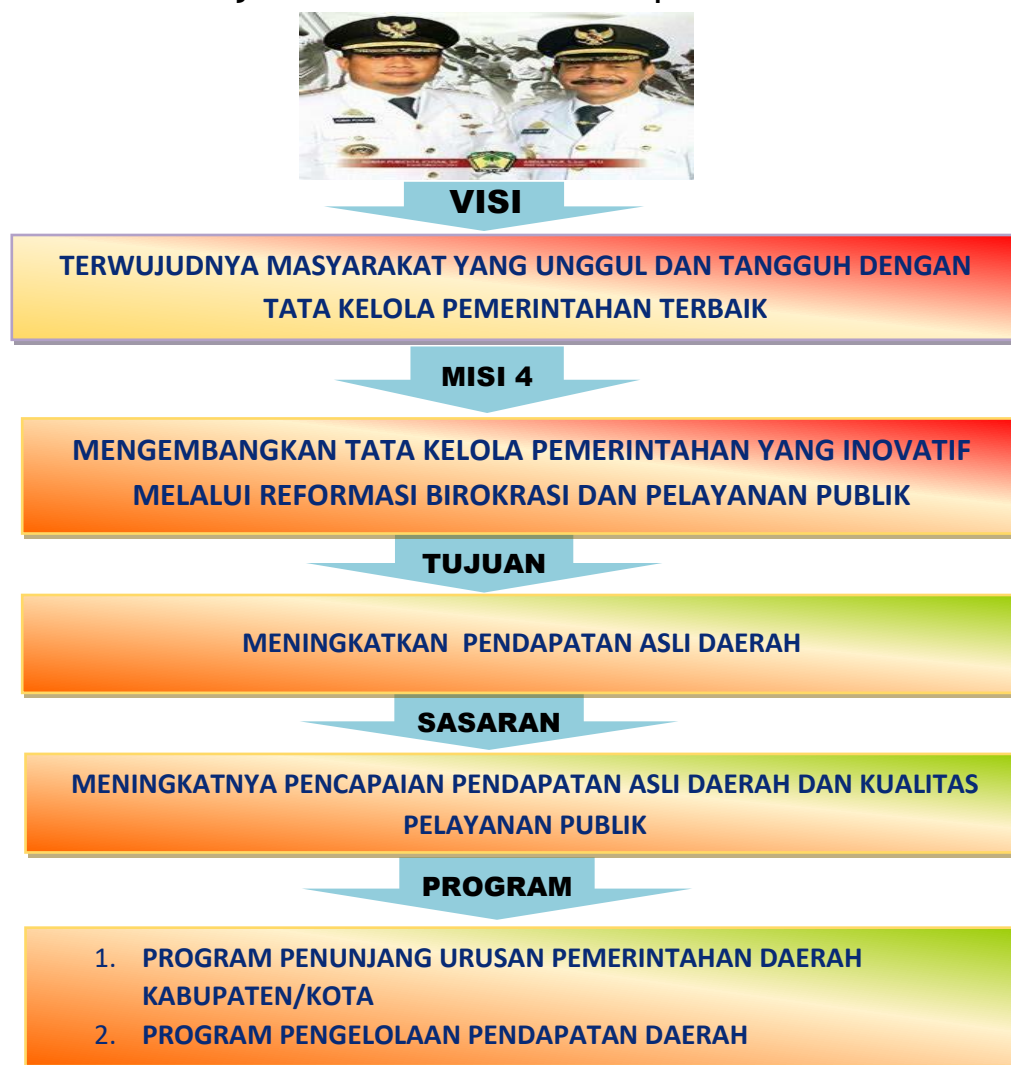 VISI
TERWUJUDNYA MASYARAKAT YANG UNGGUL DAN TANGGUH DENGAN
TATA KELOLA PEMERINTAHAN TERBAIK
MISI 4
MENGEMBANGKAN TATA KELOLA PEMERINTAHAN YANG INOVATIF
MELALUI REFORMASI BIROKRASI DAN PELAYANAN PUBLIK
TUJUAN
MENINGKATKAN PENDAPATAN ASLI DAERAH
SASARAN
MENINGKATNYA PENCAPAIAN PENDAPATAN ASLI DAERAH DAN KUALITAS
PELAYANAN PUBLIK
PROGRAM
1. PROGRAM PENUNJANG URUSAN PEMERINTAHAN DAERAH
KABUPATEN/KOTA
2. PROGRAM PENGELOLAAN PENDAPATAN DAERAH